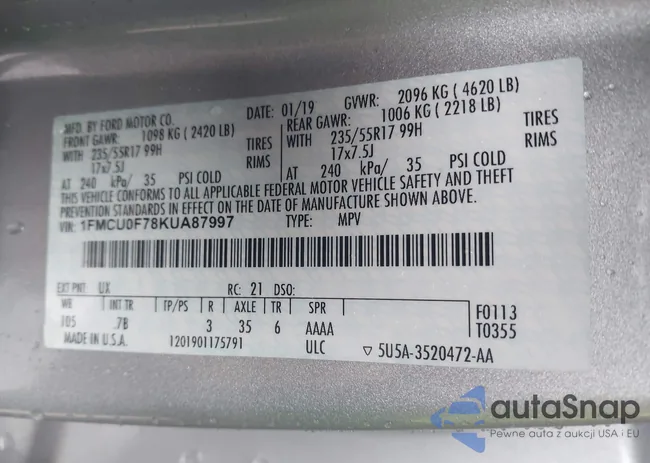 MFD. BY FORD MOTOR CO. DATE: 01/19 GVWR: 2096 KG ( 4620 LB)
FRONT GAWR: 1098 KG ( 2420 LB) REAR GAWR: 1006 KG ( 2218 LB)
WITH 235/55R17 99H TIRES WITH 235/55R17 99H TIRES
17x7.5J RIMS 17x7.5J RIMS
AT 240 kPa/ 35 PSI COLD AT 240 kPa/ 35 PSI COLD
THIS VEHICLE CONFORMS TO ALL APPLICABLE FEDERAL MOTOR VEHICLE SAFETY AND THEFT
PREVENTION STANDARDS IN EFFECT ON THE DATE OF MANUFACTURE SHOWN ABOVE.
VIN: 1FMCU0F78KUA87997 TYPE: MPV
EXT PNT: UX RC: 21 DSO:
WB INT TR TP/PS R AXLE TR SPR F0113
105 .7B 3 35 6 AAAA T0355
MADE IN U.S.A. 1201901175791 ULC ▽ 5U5A-3520472-AA
autaSnap
Pewne auta z aukcji USA i EU